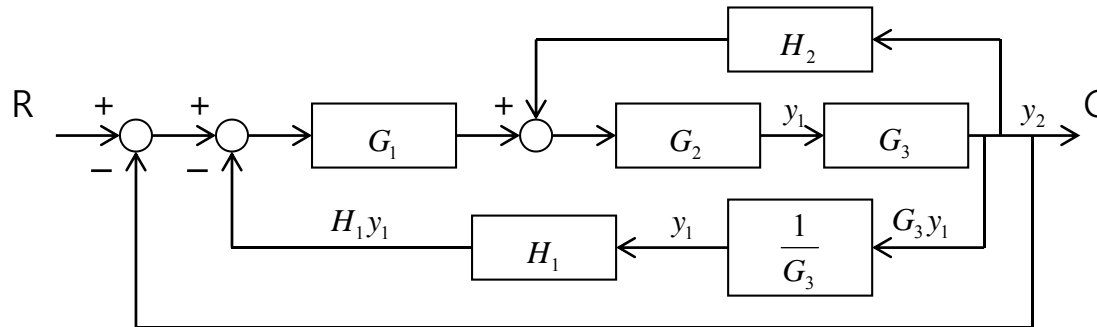 H₂
R + + + y₁ y₂ C
G₁ G₂ G₃
− −
H₁y₁ y₁ G₃y₁
H₁ 1/G₃